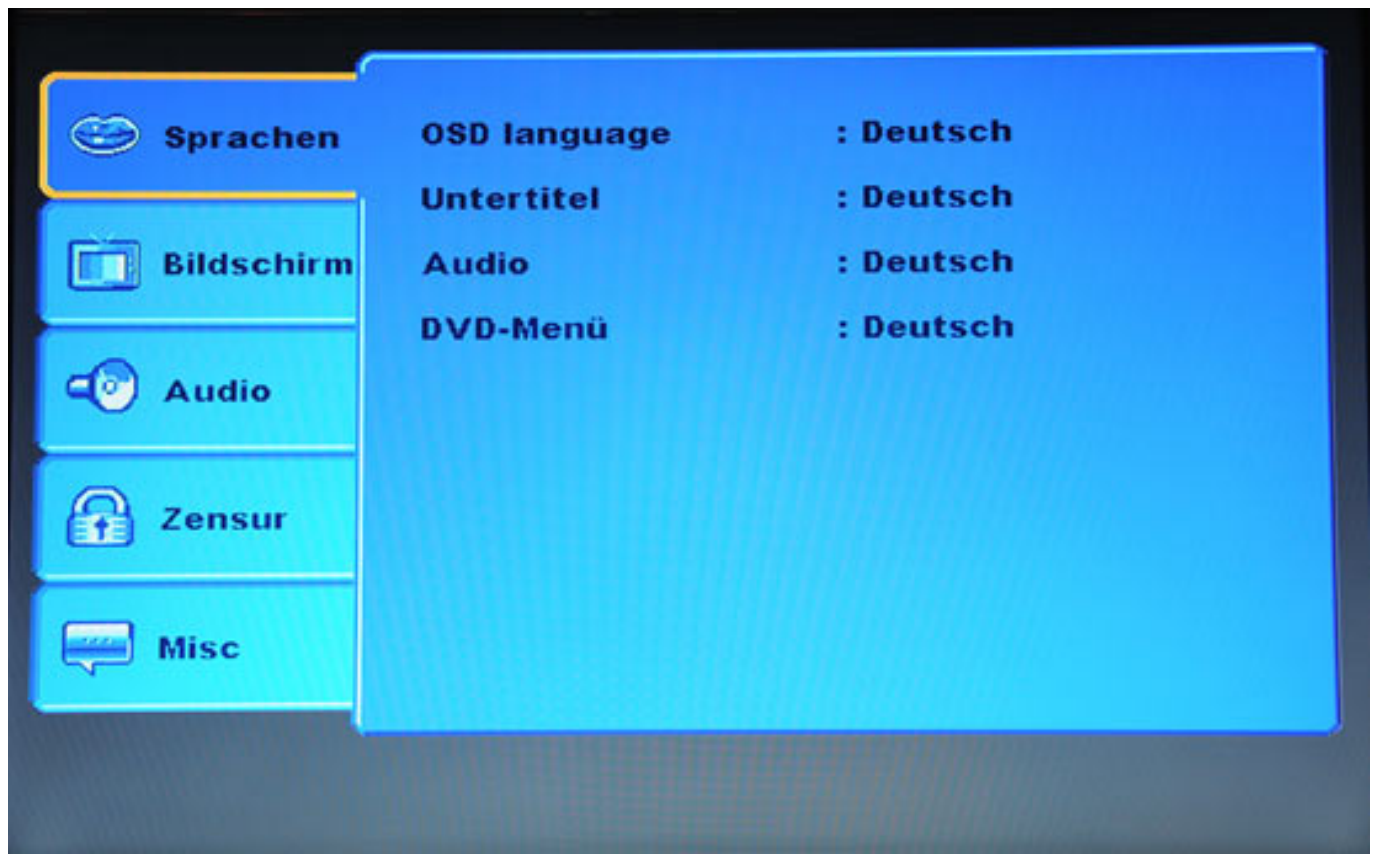 Sprachen
OSD language : Deutsch
Untertitel : Deutsch
Bildschirm
Audio : Deutsch
DVD-Menü : Deutsch
Audio
Zensur
Misc